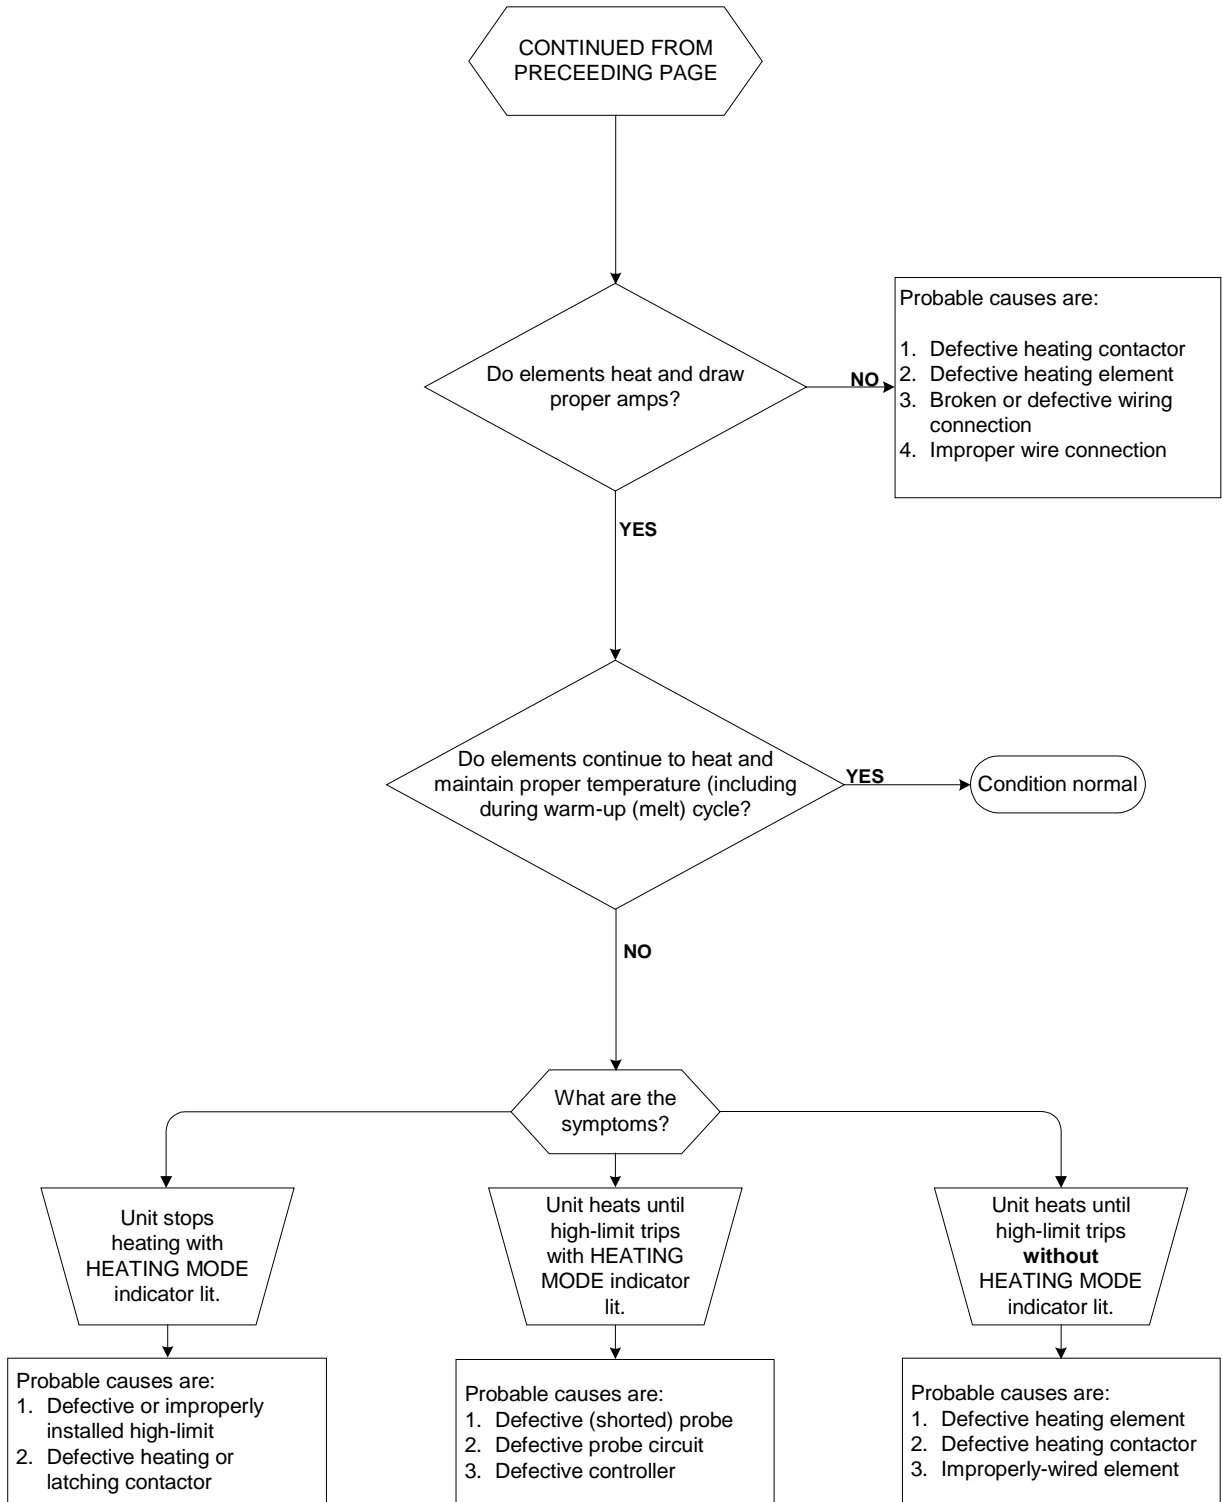 CONTINUED FROM
PRECEEDING PAGE
Do elements heat and draw
proper amps?
NO
Probable causes are:
1. Defective heating contactor
2. Defective heating element
3. Broken or defective wiring
connection
4. Improper wire connection
YES
Do elements continue to heat and
maintain proper temperature (including
during warm-up (melt) cycle?
YES
Condition normal
NO
What are the
symptoms?
Unit stops
heating with
HEATING MODE
indicator lit.
Unit heats until
high-limit trips
with HEATING
MODE indicator
lit.
Unit heats until
high-limit trips
without
HEATING MODE
indicator lit.
Probable causes are:
1. Defective or improperly
installed high-limit
2. Defective heating or
latching contactor
Probable causes are:
1. Defective (shorted) probe
2. Defective probe circuit
3. Defective controller
Probable causes are:
1. Defective heating element
2. Defective heating contactor
3. Improperly-wired element